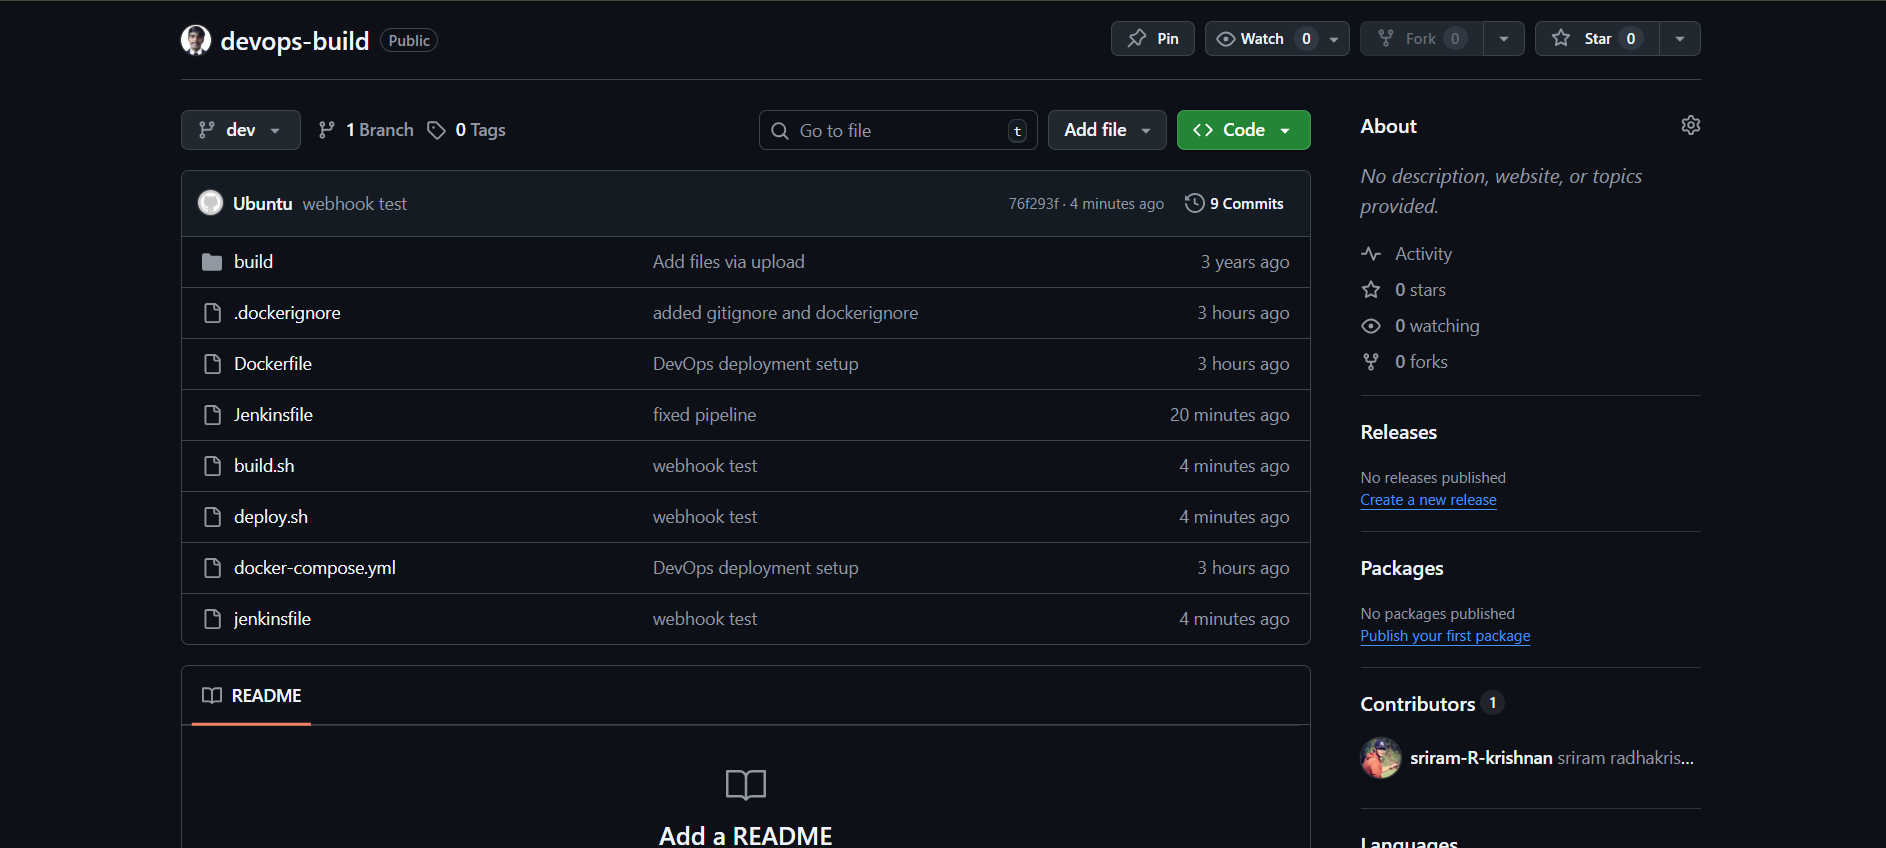 devops-build Public Pin Watch 0 Fork 0 Star 0
dev 1 Branch 0 Tags Go to file t Add file Code
Ubuntu webhook test 76f293f · 4 minutes ago 9 Commits
build Add files via upload 3 years ago
.dockerignore added gitignore and dockerignore 3 hours ago
Dockerfile DevOps deployment setup 3 hours ago
Jenkinsfile fixed pipeline 20 minutes ago
build.sh webhook test 4 minutes ago
deploy.sh webhook test 4 minutes ago
docker-compose.yml DevOps deployment setup 3 hours ago
jenkinsfile webhook test 4 minutes ago
README
Add a README
About
No description, website, or topics
provided.
Activity
0 stars
0 watching
0 forks
Releases
No releases published
Create a new release
Packages
No packages published
Publish your first package
Contributors 1
sriram-R-krishnan sriram radhakris...
Languages